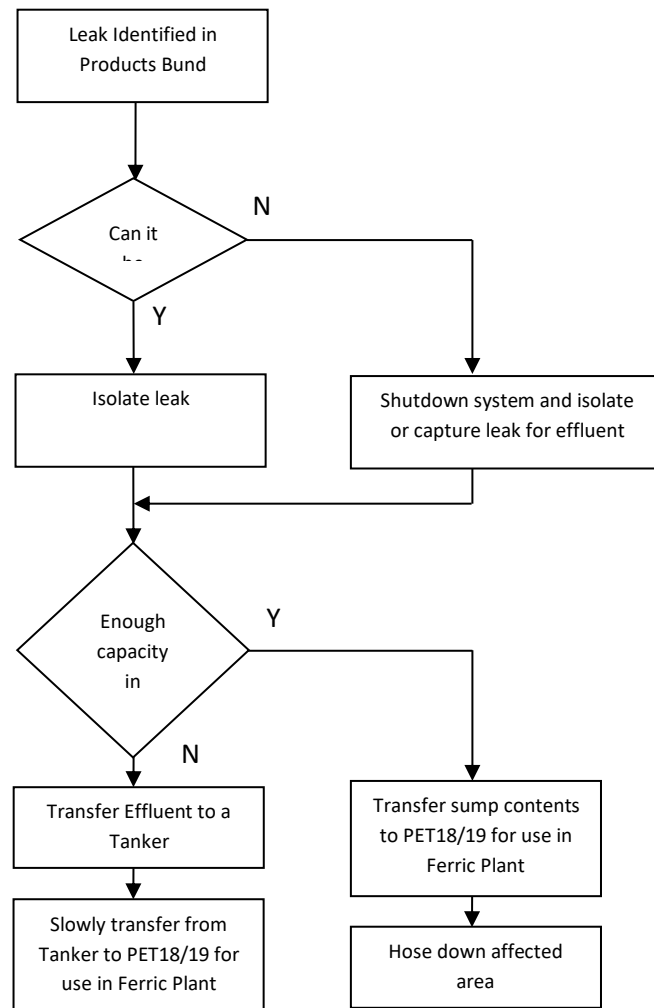 Leak Identified in
Products Bund
Can it
N
Y
Isolate leak
Shutdown system and isolate
or capture leak for effluent
Enough
capacity
in
Y
N
Transfer Effluent to a
Tanker
Transfer sump contents
to PET18/19 for use in
Ferric Plant
Slowly transfer from
Tanker to PET18/19 for
use in Ferric Plant
Hose down affected
area